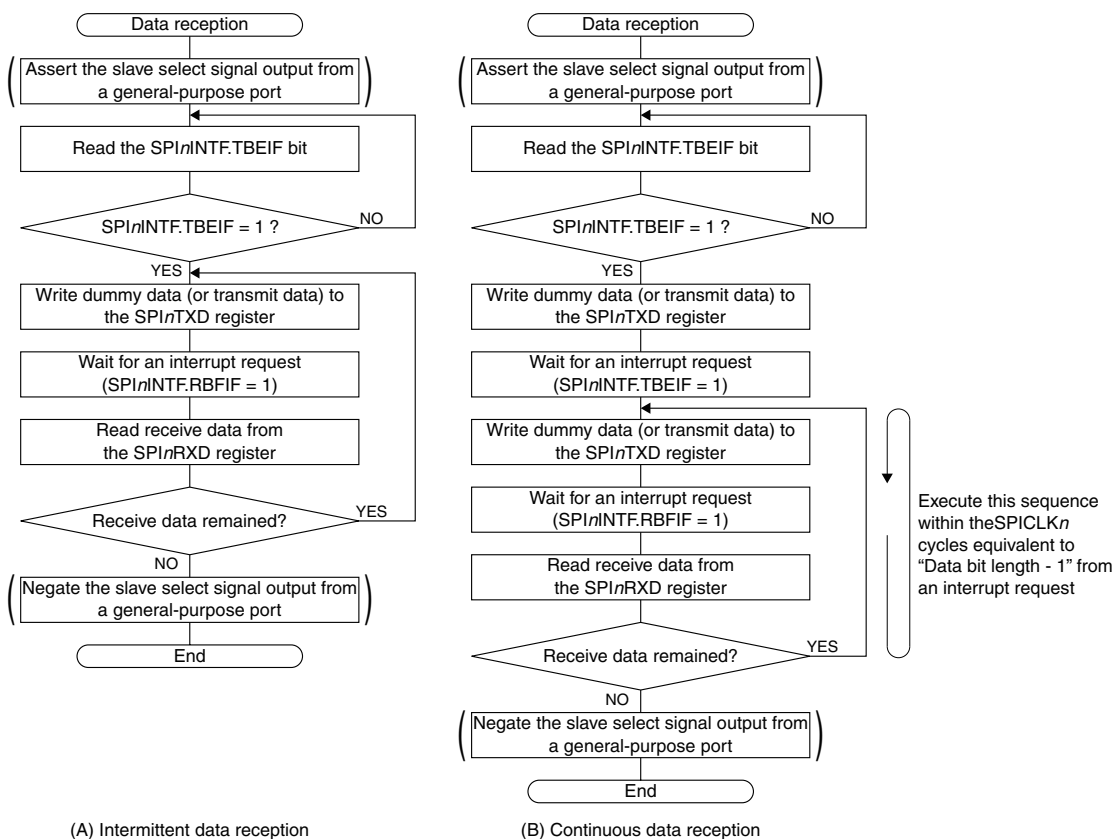 Data reception
Assert the slave select signal output from
a general-purpose port
Read the SPInINTF.TBEIF bit
SPInINTF.TBEIF = 1 ?
NO
YES
Write dummy data (or transmit data) to
the SPInTXD register
Wait for an interrupt request
(SPInINTF.RBFIF = 1)
Read receive data from
the SPInRXD register
Receive data remained?
YES
NO
Negate the slave select signal output from
a general-purpose port
End
(A) Intermittent data reception
Data reception
Assert the slave select signal output from
a general-purpose port
Read the SPInINTF.TBEIF bit
SPInINTF.TBEIF = 1 ?
NO
YES
Write dummy data (or transmit data) to
the SPInTXD register
Wait for an interrupt request
(SPInINTF.TBEIF = 1)
Write dummy data (or transmit data) to
the SPInTXD register
Wait for an interrupt request
(SPInINTF.RBFIF = 1)
Read receive data from
the SPInRXD register
Receive data remained?
YES
NO
Negate the slave select signal output from
a general-purpose port
End
Execute this sequence
within theSPICLKn
cycles equivalent to
“Data bit length - 1” from
an interrupt request
(B) Continuous data reception